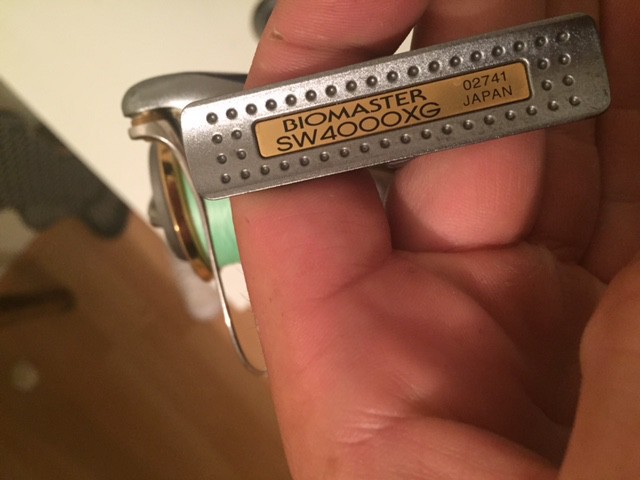 BIOMASTER
SW4000XG
02741
JAPAN